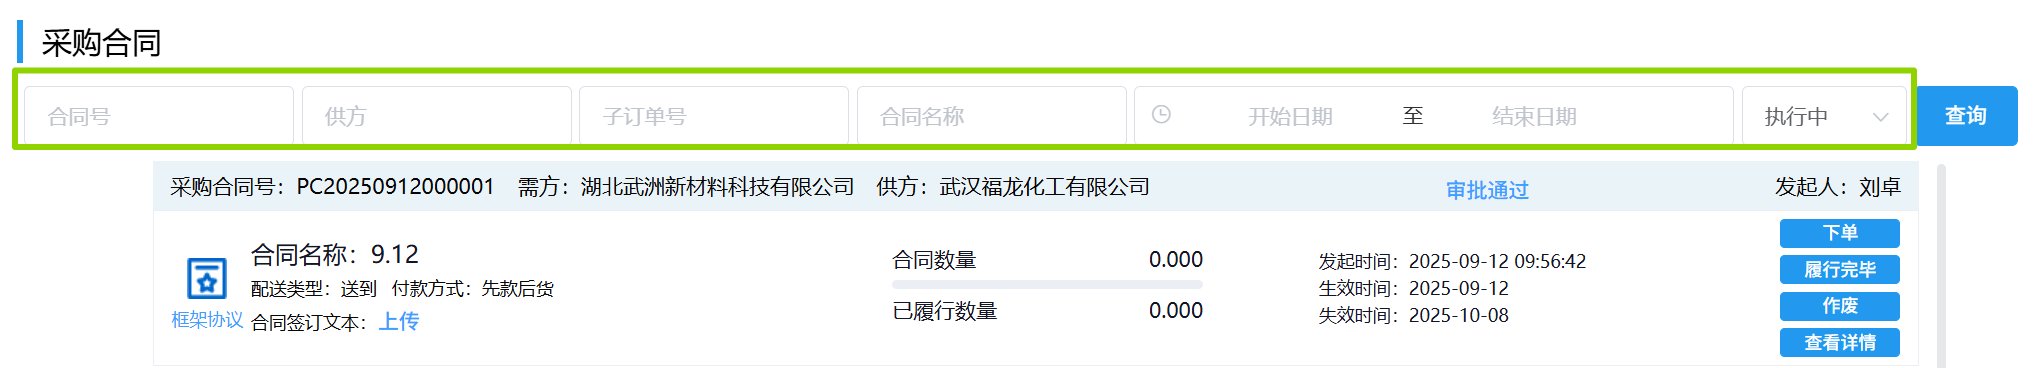 采购合同
合同号 供方 子订单号 合同名称 开始日期 至 结束日期 执行中 查询
采购合同号：PC20250912000001 需方：湖北武洲新材料科技有限公司 供方：武汉福龙化工有限公司 审批通过 发起人：刘卓
合同名称：9.12
配送类型：送到 付款方式：先款后货
框架协议 合同签订文本：上传
合同数量 0.000
已履行数量 0.000
发起时间：2025-09-12 09:56:42
生效时间：2025-09-12
失效时间：2025-10-08
下单
履行完毕
作废
查看详情